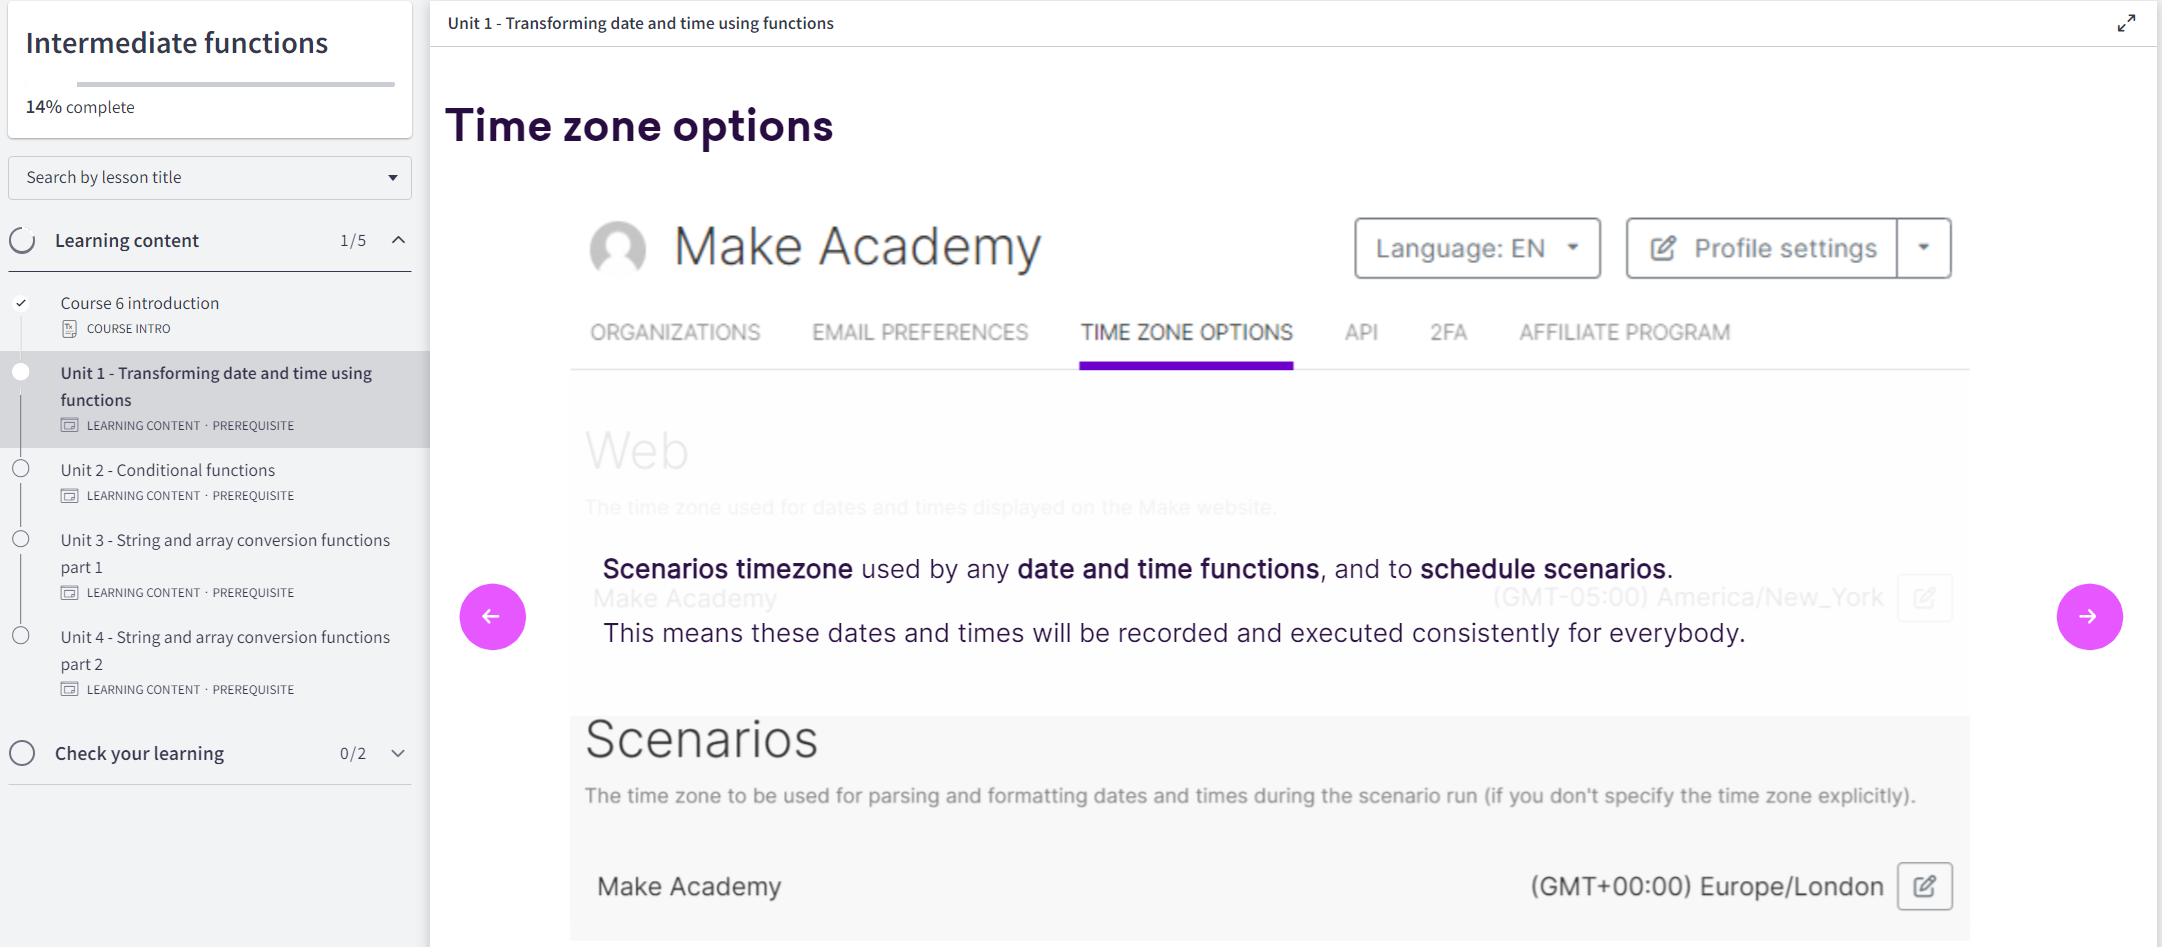 Intermediate functions
14% complete
Search by lesson title
Learning content 1/5
Course 6 introduction
COURSE INTRO
Unit 1 - Transforming date and time using
functions
LEARNING CONTENT · PREREQUISITE
Unit 2 - Conditional functions
LEARNING CONTENT · PREREQUISITE
Unit 3 - String and array conversion functions
part 1
LEARNING CONTENT · PREREQUISITE
Unit 4 - String and array conversion functions
part 2
LEARNING CONTENT · PREREQUISITE
Check your learning 0/2
Unit 1 - Transforming date and time using functions
Time zone options
Make Academy
Language: EN
Profile settings
ORGANIZATIONS EMAIL PREFERENCES TIME ZONE OPTIONS API 2FA AFFILIATE PROGRAM
Web
The time zone used for dates and times displayed on the Make website.
Scenarios timezone used by any date and time functions, and to schedule scenarios.
Make Academy (GMT-05:00) America/New_York
This means these dates and times will be recorded and executed consistently for everybody.
Scenarios
The time zone to be used for parsing and formatting dates and times during the scenario run (if you don't specify the time zone explicitly).
Make Academy (GMT+00:00) Europe/London